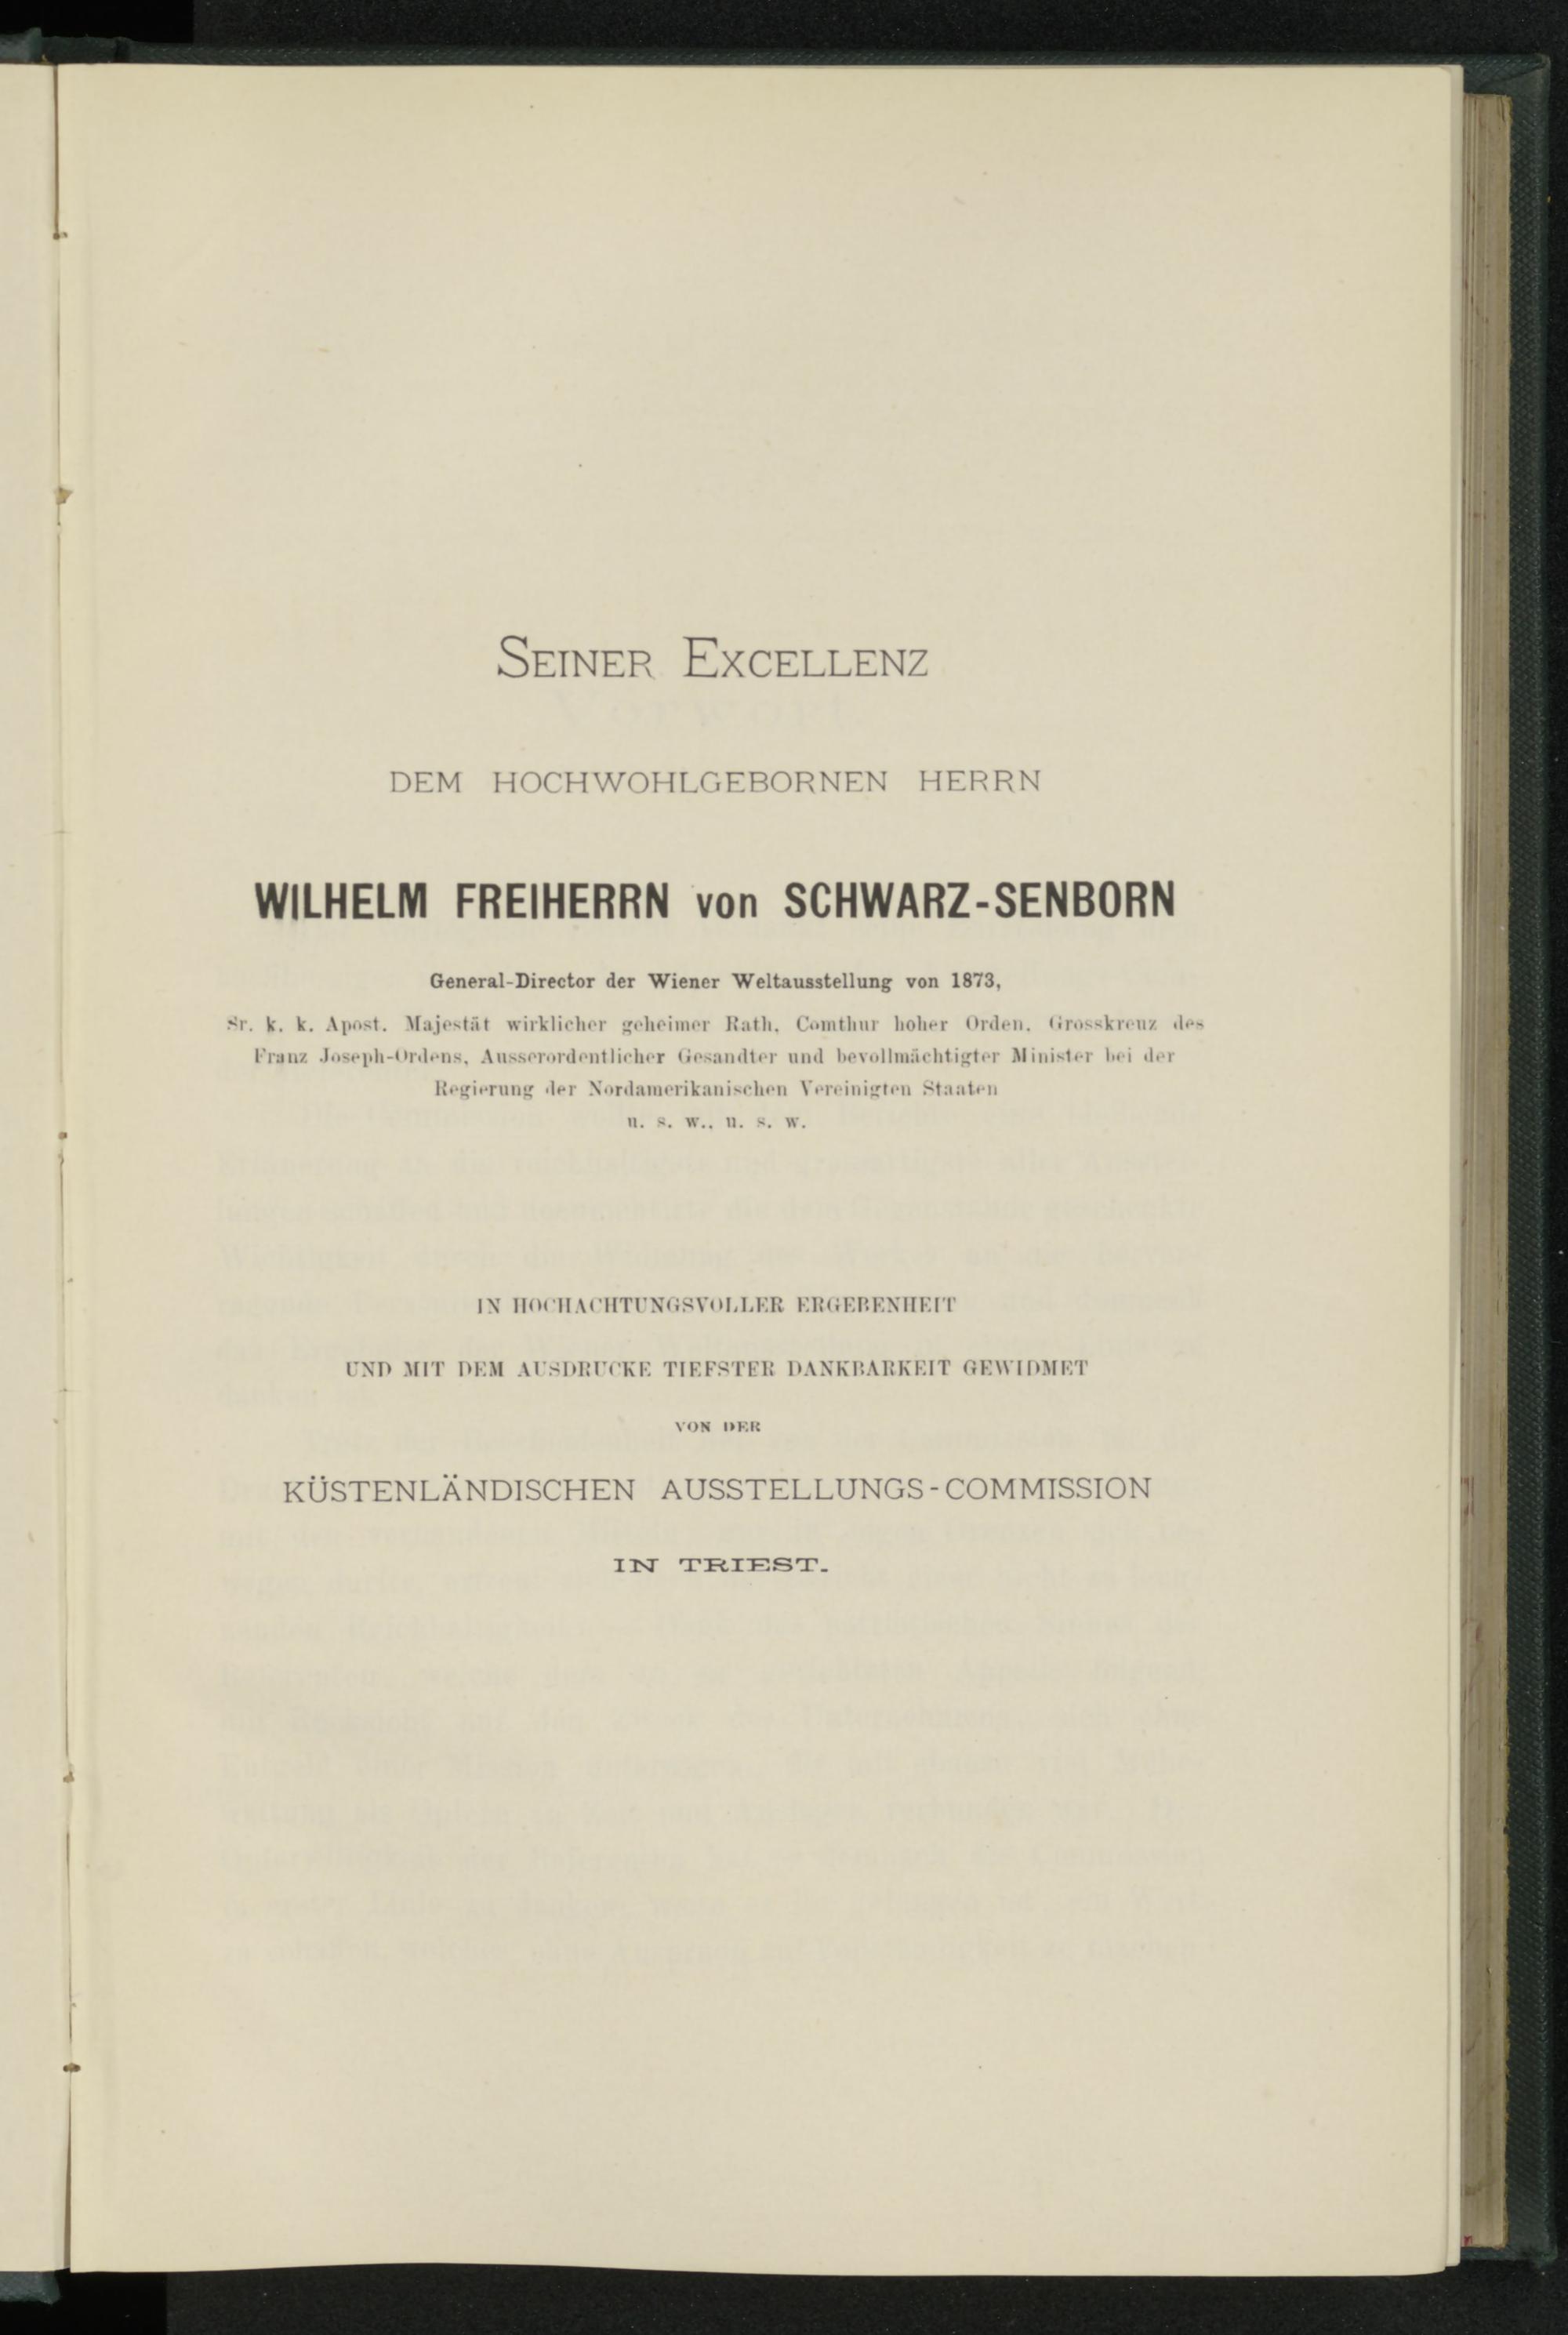 SEINER EXCELLENZ
DEM HOCHWOHLGEBORNEN HERRN
WILHELM FREIHERRN von SCHWARZ-SENBORN
General-Director der Wiener Weltausstellung von 1873,
Sr. k. k. Apost. Majestät wirklicher geheimer Rath, Comthur hoher Orden, Grosskreuz des
Franz Joseph-Ordens, Ausserordentlicher Gesandter und bevollmächtigter Minister bei der
Regierung der Nordamerikanischen Vereinigten Staaten
u. s. w., u. s. w.
IN HOCHACHTUNGSVOLLER ERGEBENHEIT
UND MIT DEM AUSDRUCKE TIEFSTER DANKBARKEIT GEWIDMET
VON DER
KÜSTENLÄNDISCHEN AUSSTELLUNGS-COMMISSION
IN TRIEST.